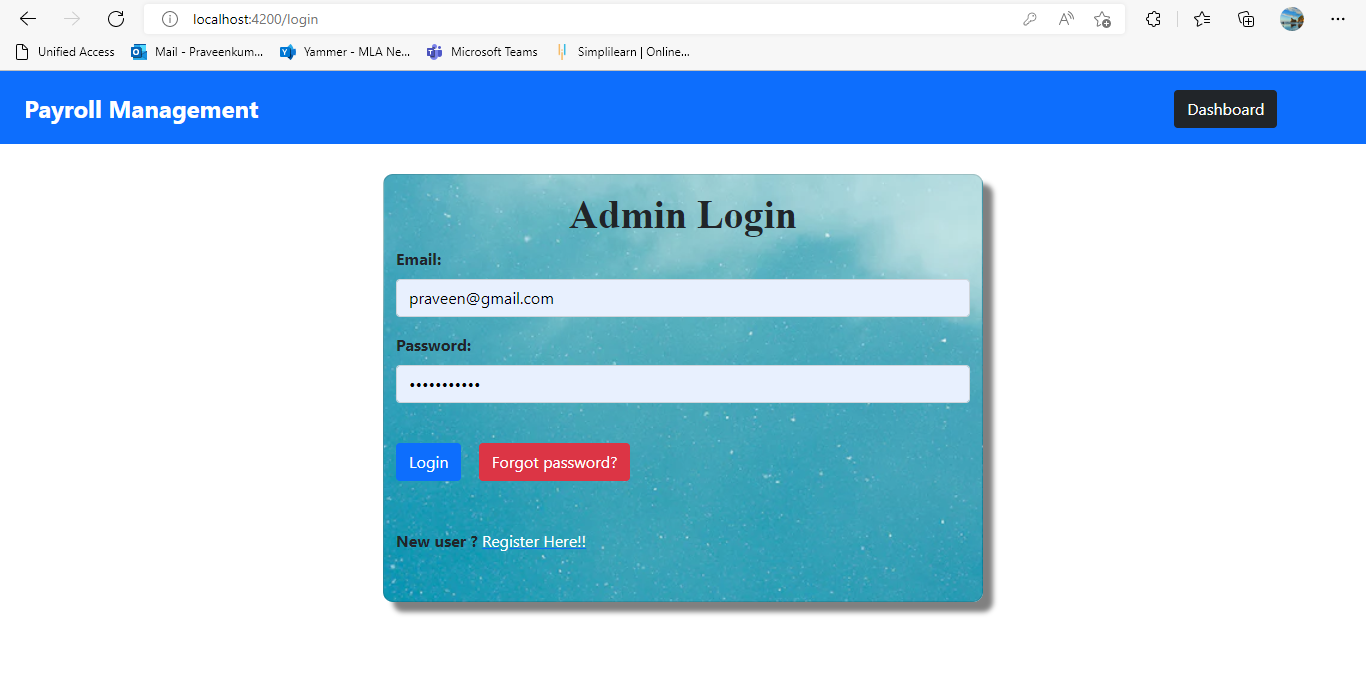 localhost:4200/login
Unified Access Mail - Praveenkum... Yammer - MLA Ne... Microsoft Teams Simplilearn | Online...
Payroll Management Dashboard
Admin Login
Email:
praveen@gmail.com
Password:
•••••••••••
Login Forgot password?
New user ? Register Here!!